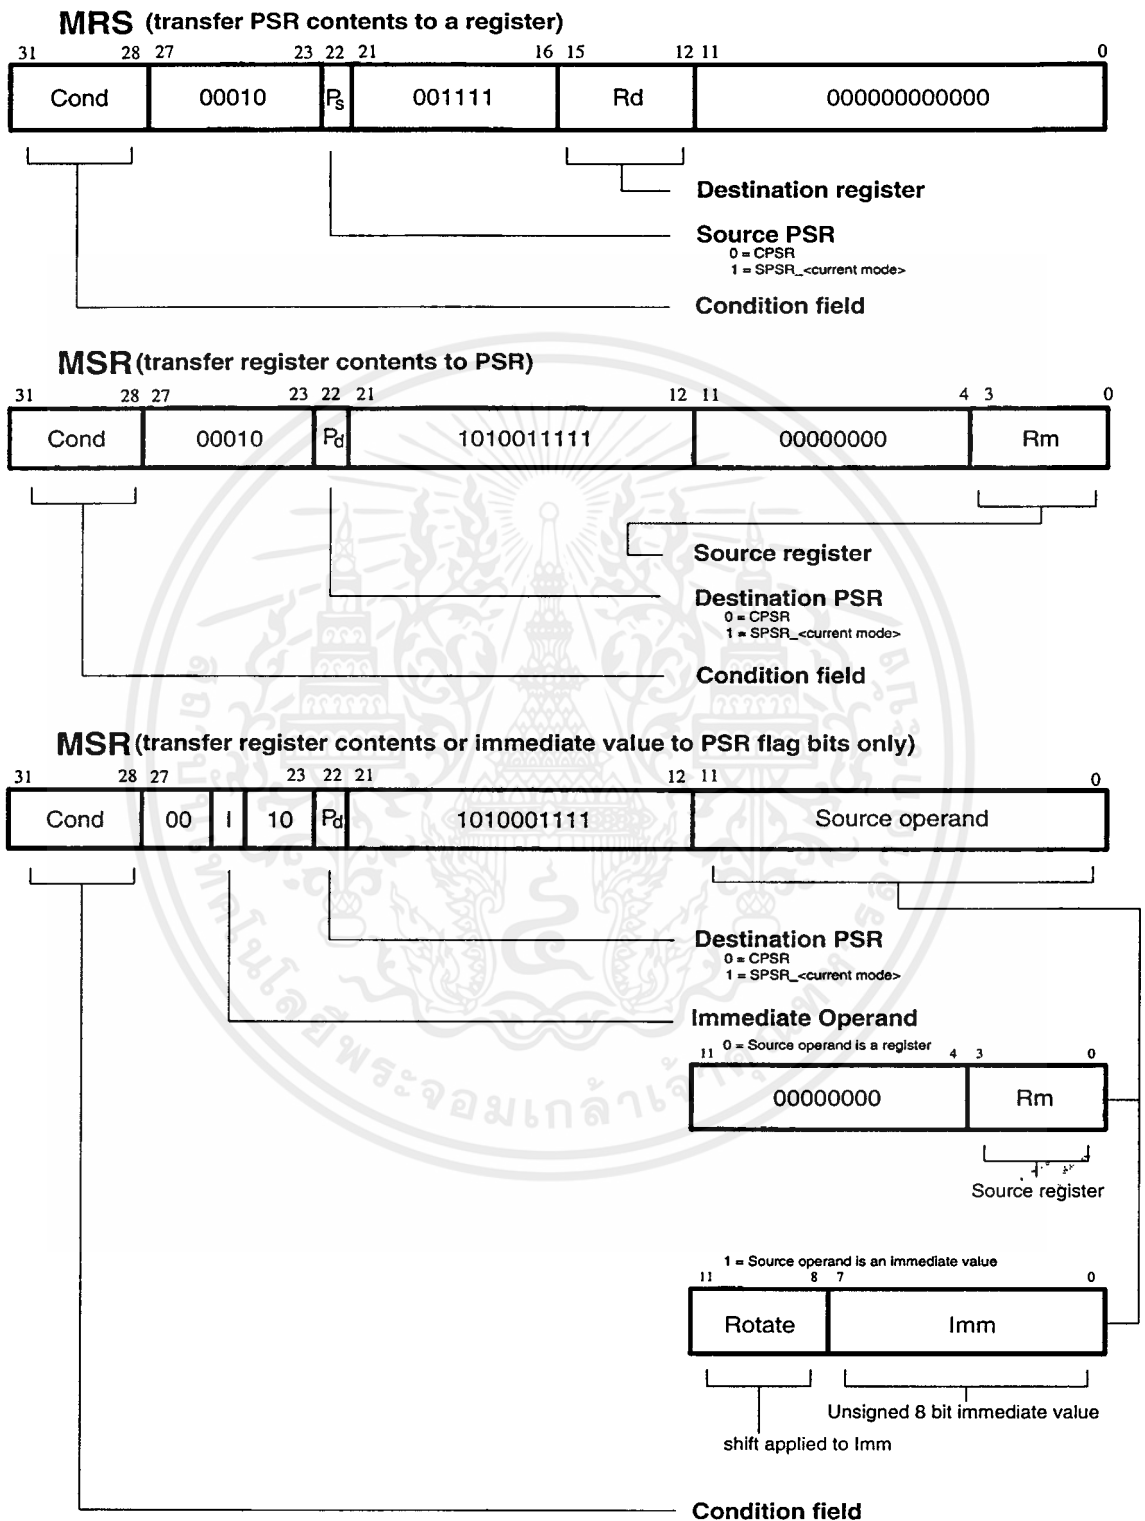 MRS (transfer PSR contents to a register)
31 28 27 23 22 21 16 15 12 11 0
Cond 00010 Ps 001111 Rd 000000000000
Destination register
Source PSR
0 = CPSR
1 = SPSR_<current mode>
Condition field
MSR (transfer register contents to PSR)
31 28 27 23 22 21 12 11 4 3 0
Cond 00010 Pd 1010011111 00000000 Rm
Source register
Destination PSR
0 = CPSR
1 = SPSR_<current mode>
Condition field
MSR (transfer register contents or immediate value to PSR flag bits only)
31 28 27 23 22 21 12 11 0
Cond 00 I 10 Pd 1010001111 Source operand
Destination PSR
0 = CPSR
1 = SPSR_<current mode>
Immediate Operand
0 = Source operand is a register
11 4 3 0
00000000 Rm
Source register
1 = Source operand is an immediate value
11 8 7 0
Rotate Imm
Unsigned 8 bit immediate value
shift applied to Imm
Condition field